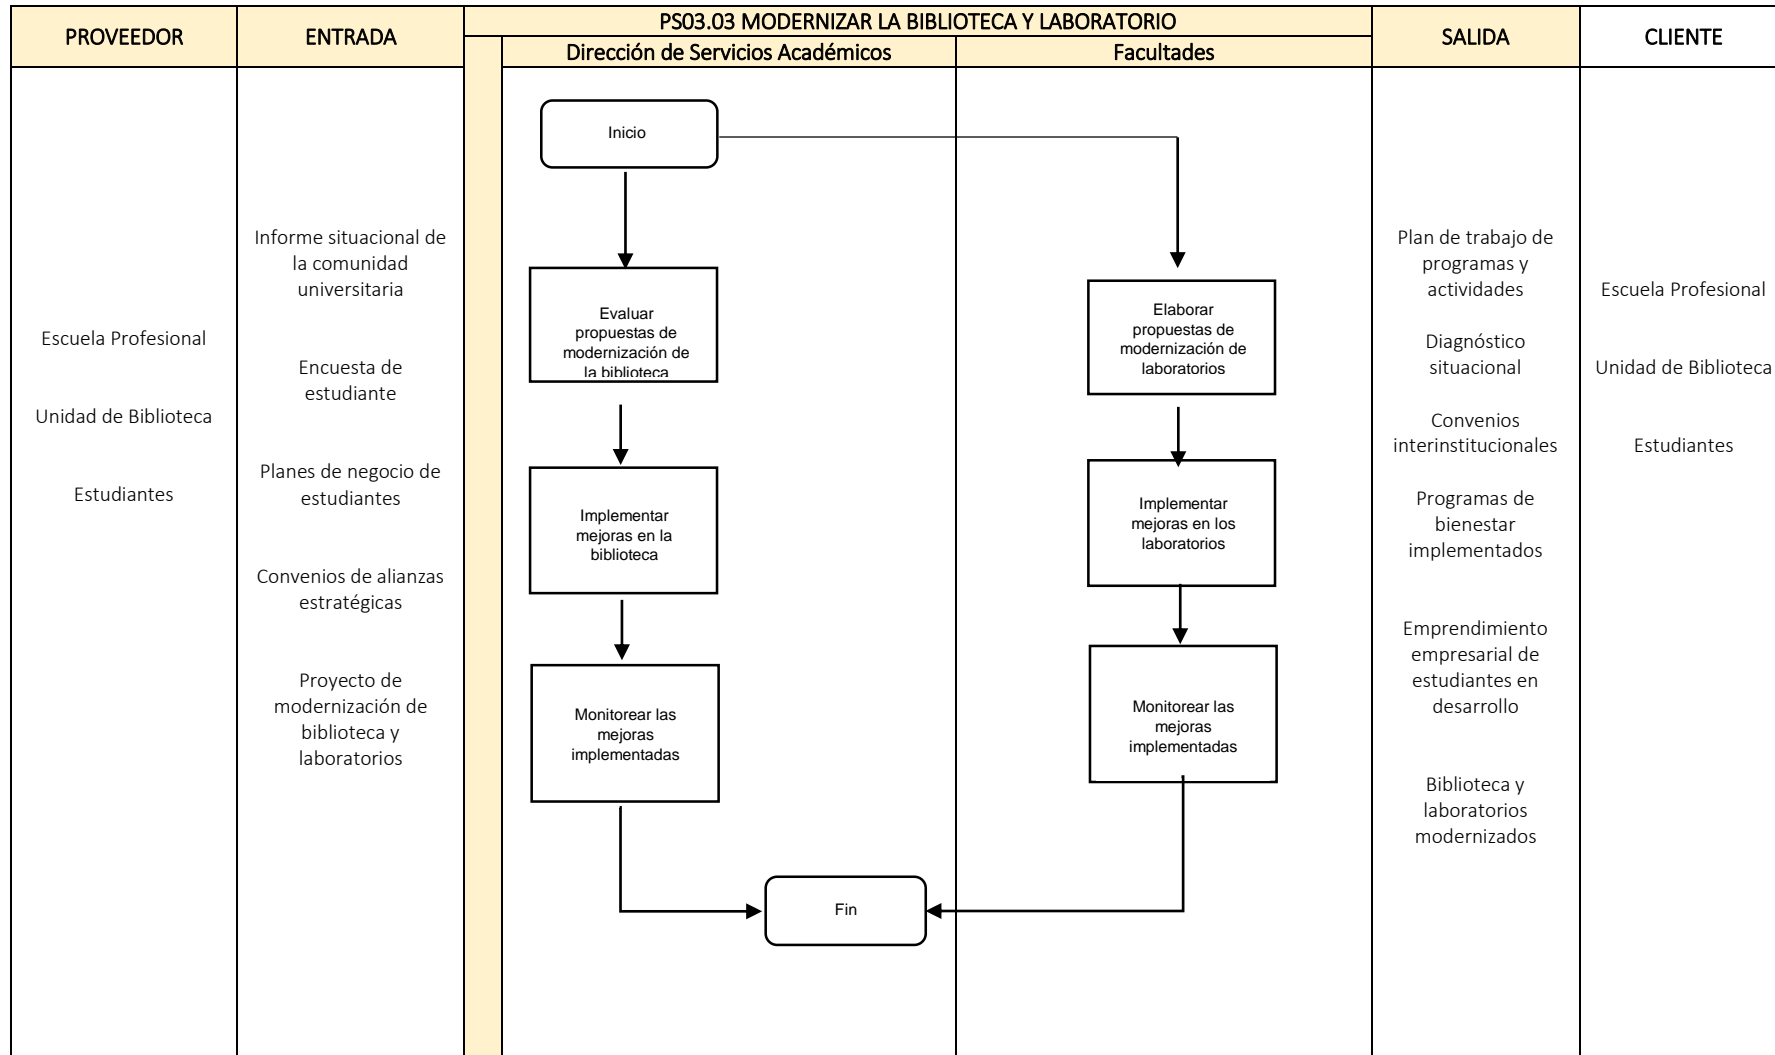 PROVEEDOR
ENTRADA
PS03.03 MODERNIZAR LA BIBLIOTECA Y LABORATORIO
Dirección de Servicios Académicos
Facultades
SALIDA
CLIENTE
Escuela Profesional
Unidad de Biblioteca
Estudiantes
Informe situacional de
la comunidad
universitaria
Encuesta de
estudiante
Planes de negocio de
estudiantes
Convenios de alianzas
estratégicas
Proyecto de
modernización de
biblioteca y
laboratorios
Inicio
Evaluar
propuestas de
modernización de
la biblioteca
Implementar
mejoras en la
biblioteca
Monitorear las
mejoras
implementadas
Elaborar
propuestas de
modernización de
laboratorios
Implementar
mejoras en los
laboratorios
Monitorear las
mejoras
implementadas
Fin
Plan de trabajo de
programas y
actividades
Diagnóstico
situacional
Convenios
interinstitucionales
Programas de
bienestar
implementados
Emprendimiento
empresarial de
estudiantes en
desarrollo
Biblioteca y
laboratorios
modernizados
Escuela Profesional
Unidad de Biblioteca
Estudiantes